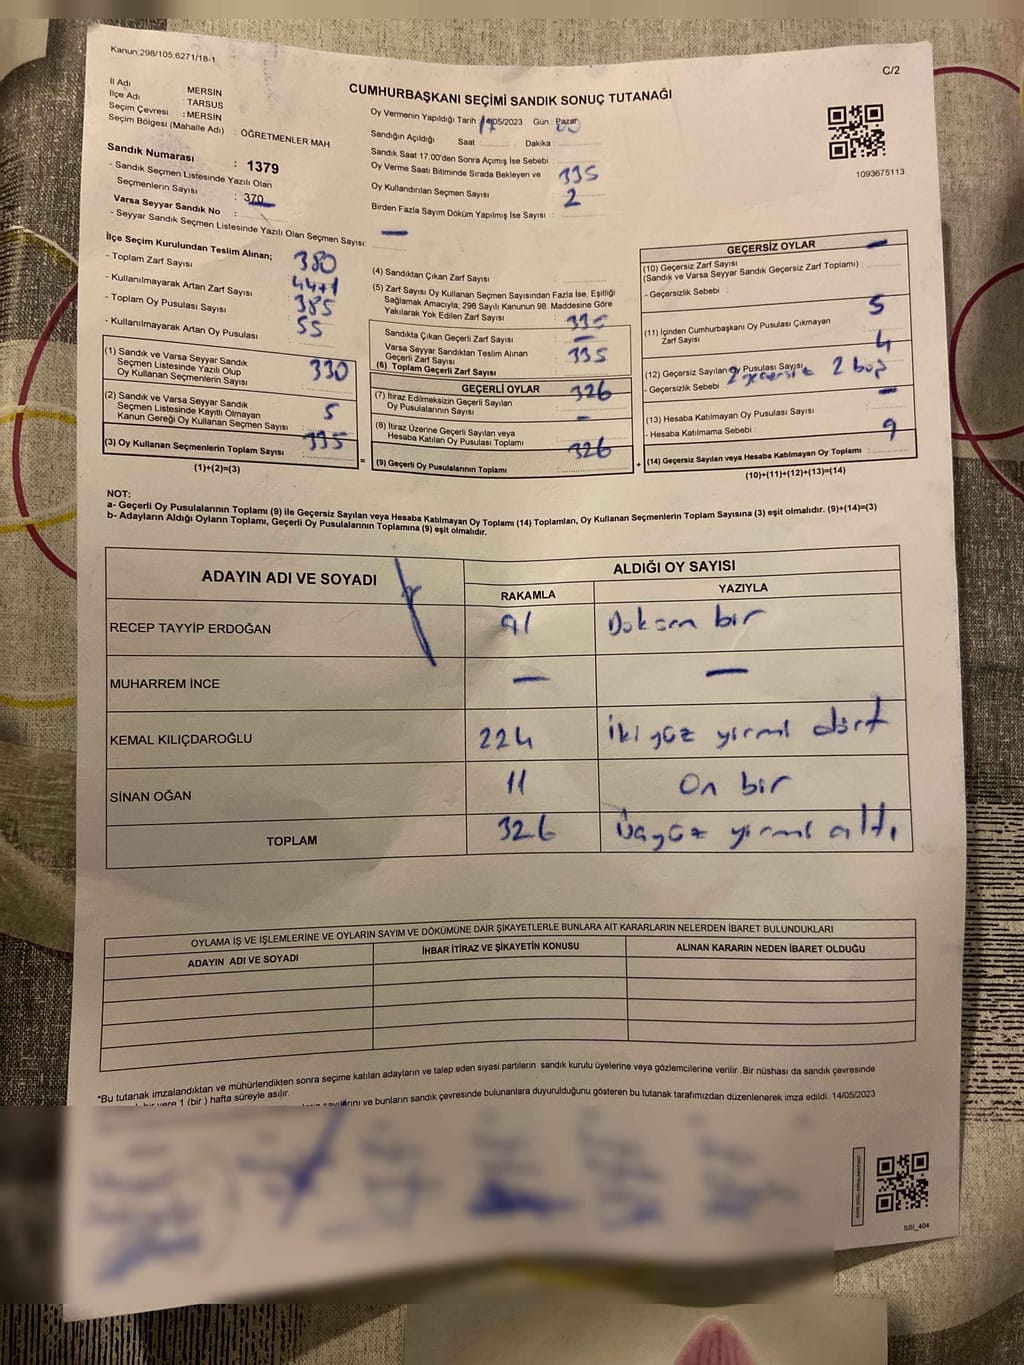 Kanun:298/105,6271/18-1
C/2
CUMHURBAŞKANI SEÇİMİ SANDIK SONUÇ TUTANAĞI
İl Adı : MERSİN
İlçe Adı : TARSUS
Seçim Çevresi : MERSİN
Seçim Bölgesi (Mahalle Adı) : ÖĞRETMENLER MAH.
Sandık Numarası : 1379
- Sandık Seçmen Listesinde Yazılı Olan
Seçmenlerin Sayısı : 370
Varsa Seyyar Sandık No :
- Seyyar Sandık Seçmen Listesinde Yazılı Olan Seçmen Sayısı: —
Oy Vermenin Yapıldığı Tarih : /05/2023 Gün : Pazar
Sandığın Açıldığı Saat Dakika :
Sandık Saat 17:00'den Sonra Açımış İse Sebebi :
Oy Verme Saati Bitiminde Sırada Bekleyen ve
Oy Kullandırılan Seçmen Sayısı 335
Birden Fazla Sayım Döküm Yapılmış İse Sayısı : 2
1093675113
İlçe Seçim Kurulundan Teslim Alınan;
- Toplam Zarf Sayısı 380
- Kullanılmayarak Artan Zarf Sayısı
- Toplam Oy Pusulası Sayısı 385
- Kullanılmayarak Artan Oy Pusulası 55
(1) Sandık ve Varsa Seyyar Sandık
Seçmen Listesinde Yazılı Olup
Oy Kullanan Seçmenlerin Sayısı 330
(2) Sandık ve Varsa Seyyar Sandık
Seçmen Listesinde Kayıtlı Olmayan
Kanun Gereği Oy Kullanan Seçmen Sayısı 5
(3) Oy Kullanan Seçmenlerin Toplam Sayısı 335
(1)+(2)=(3)
=
(4) Sandıktan Çıkan Zarf Sayısı
(5) Zarf Sayısı Oy Kullanan Seçmen Sayısından Fazla İse, Eşitliği
Sağlamak Amacıyla; 298 Sayılı Kanunun 98. Maddesine Göre
Yakılarak Yok Edilen Zarf Sayısı
Sandıkta Çıkan Geçerli Zarf Sayısı 335
Varsa Seyyar Sandıktan Teslim Alınan
Geçerli Zarf Sayısı —
(6) Toplam Geçerli Zarf Sayısı 335
GEÇERLİ OYLAR
(7) İtiraz Edilmeksizin Geçerli Sayılan
Oy Pusulalarının Sayısı 326
(8) İtiraz Üzerine Geçerli Sayılan veya
Hesaba Katılan Oy Pusulası Toplamı —
(9) Geçerli Oy Pusulalarının Toplamı 326
+
GEÇERSİZ OYLAR
(10) Geçersiz Zarf Sayısı —
(Sandık ve Varsa Seyyar Sandık Geçersiz Zarf Toplamı) :
- Geçersizlik Sebebi :
(11) İçinden Cumhurbaşkanı Oy Pusulası Çıkmayan
Zarf Sayısı 5
(12) Geçersiz Sayılan Oy Pusulası Sayısı 4
- Geçersizlik Sebebi 2 geçersiz 2 boş
(13) Hesaba Katılmayan Oy Pusulası Sayısı —
- Hesaba Katılmama Sebebi :
(14) Geçersiz Sayılan veya Hesaba Katılmayan Oy Toplamı : 9
(10)+(11)+(12)+(13)=(14)
NOT:
a- Geçerli Oy Pusulalarının Toplamı (9) ile Geçersiz Sayılan veya Hesaba Katılmayan Oy Toplamı (14) Toplamları, Oy Kullanan Seçmenlerin Toplam Sayısına (3) eşit olmalıdır. (9)+(14)=(3)
b- Adayların Aldığı Oyların Toplamı, Geçerli Oy Pusulalarının Toplamına (9) eşit olmalıdır.
ADAYIN ADI VE SOYADI ALDIĞI OY SAYISI
RAKAMLA YAZIYLA
RECEP TAYYİP ERDOĞAN 91 Doksan bir
MUHARREM İNCE — —
KEMAL KILIÇDAROĞLU 224 İki yüz yirmi dört
SİNAN OĞAN 11 On bir
TOPLAM 326 Üçyüz yirmi altı
OYLAMA İŞ VE İŞLEMLERİNE VE OYLARIN SAYIM VE DÖKÜMÜNE DAİR ŞİKAYETLERLE BUNLARA AİT KARARLARIN NELERDEN İBARET BULUNDUKLARI
ADAYIN ADI VE SOYADI İHBAR İTİRAZ VE ŞİKAYETİN KONUSU ALINAN KARARIN NEDEN İBARET OLDUĞU
*Bu tutanak imzalandıktan ve mühürlendikten sonra seçime katılan adayların ve talep eden siyasi partilerin sandık kurulu üyelerine veya gözlemcilerine verilir. Bir nüshası da sandık çevresinde
bir yere 1 (bir ) hafta süreyle asılır.
ve bunların sandık çevresinde bulunanlara duyurulduğunu gösteren bu tutanak tarafımızdan düzenlenerek imza edildi. 14/05/2023
SSI_404